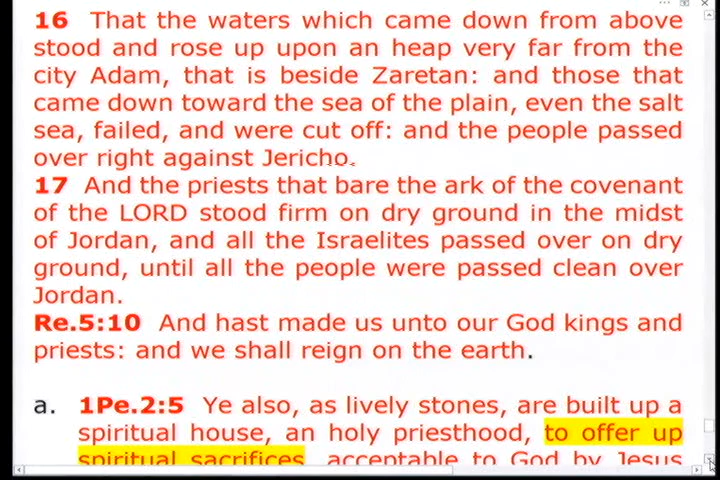 16 That the waters which came down from above
stood and rose up upon an heap very far from the
city Adam, that is beside Zaretan: and those that
came down toward the sea of the plain, even the salt
sea, failed, and were cut off: and the people passed
over right against Jericho.
17 And the priests that bare the ark of the covenant
of the LORD stood firm on dry ground in the midst
of Jordan, and all the Israelites passed over on dry
ground, until all the people were passed clean over
Jordan.
Re.5:10 And hast made us unto our God kings and
priests: and we shall reign on the earth.
a. 1Pe.2:5 Ye also, as lively stones, are built up a
spiritual house, an holy priesthood, to offer up
spiritual sacrifices, acceptable to God by Jesus